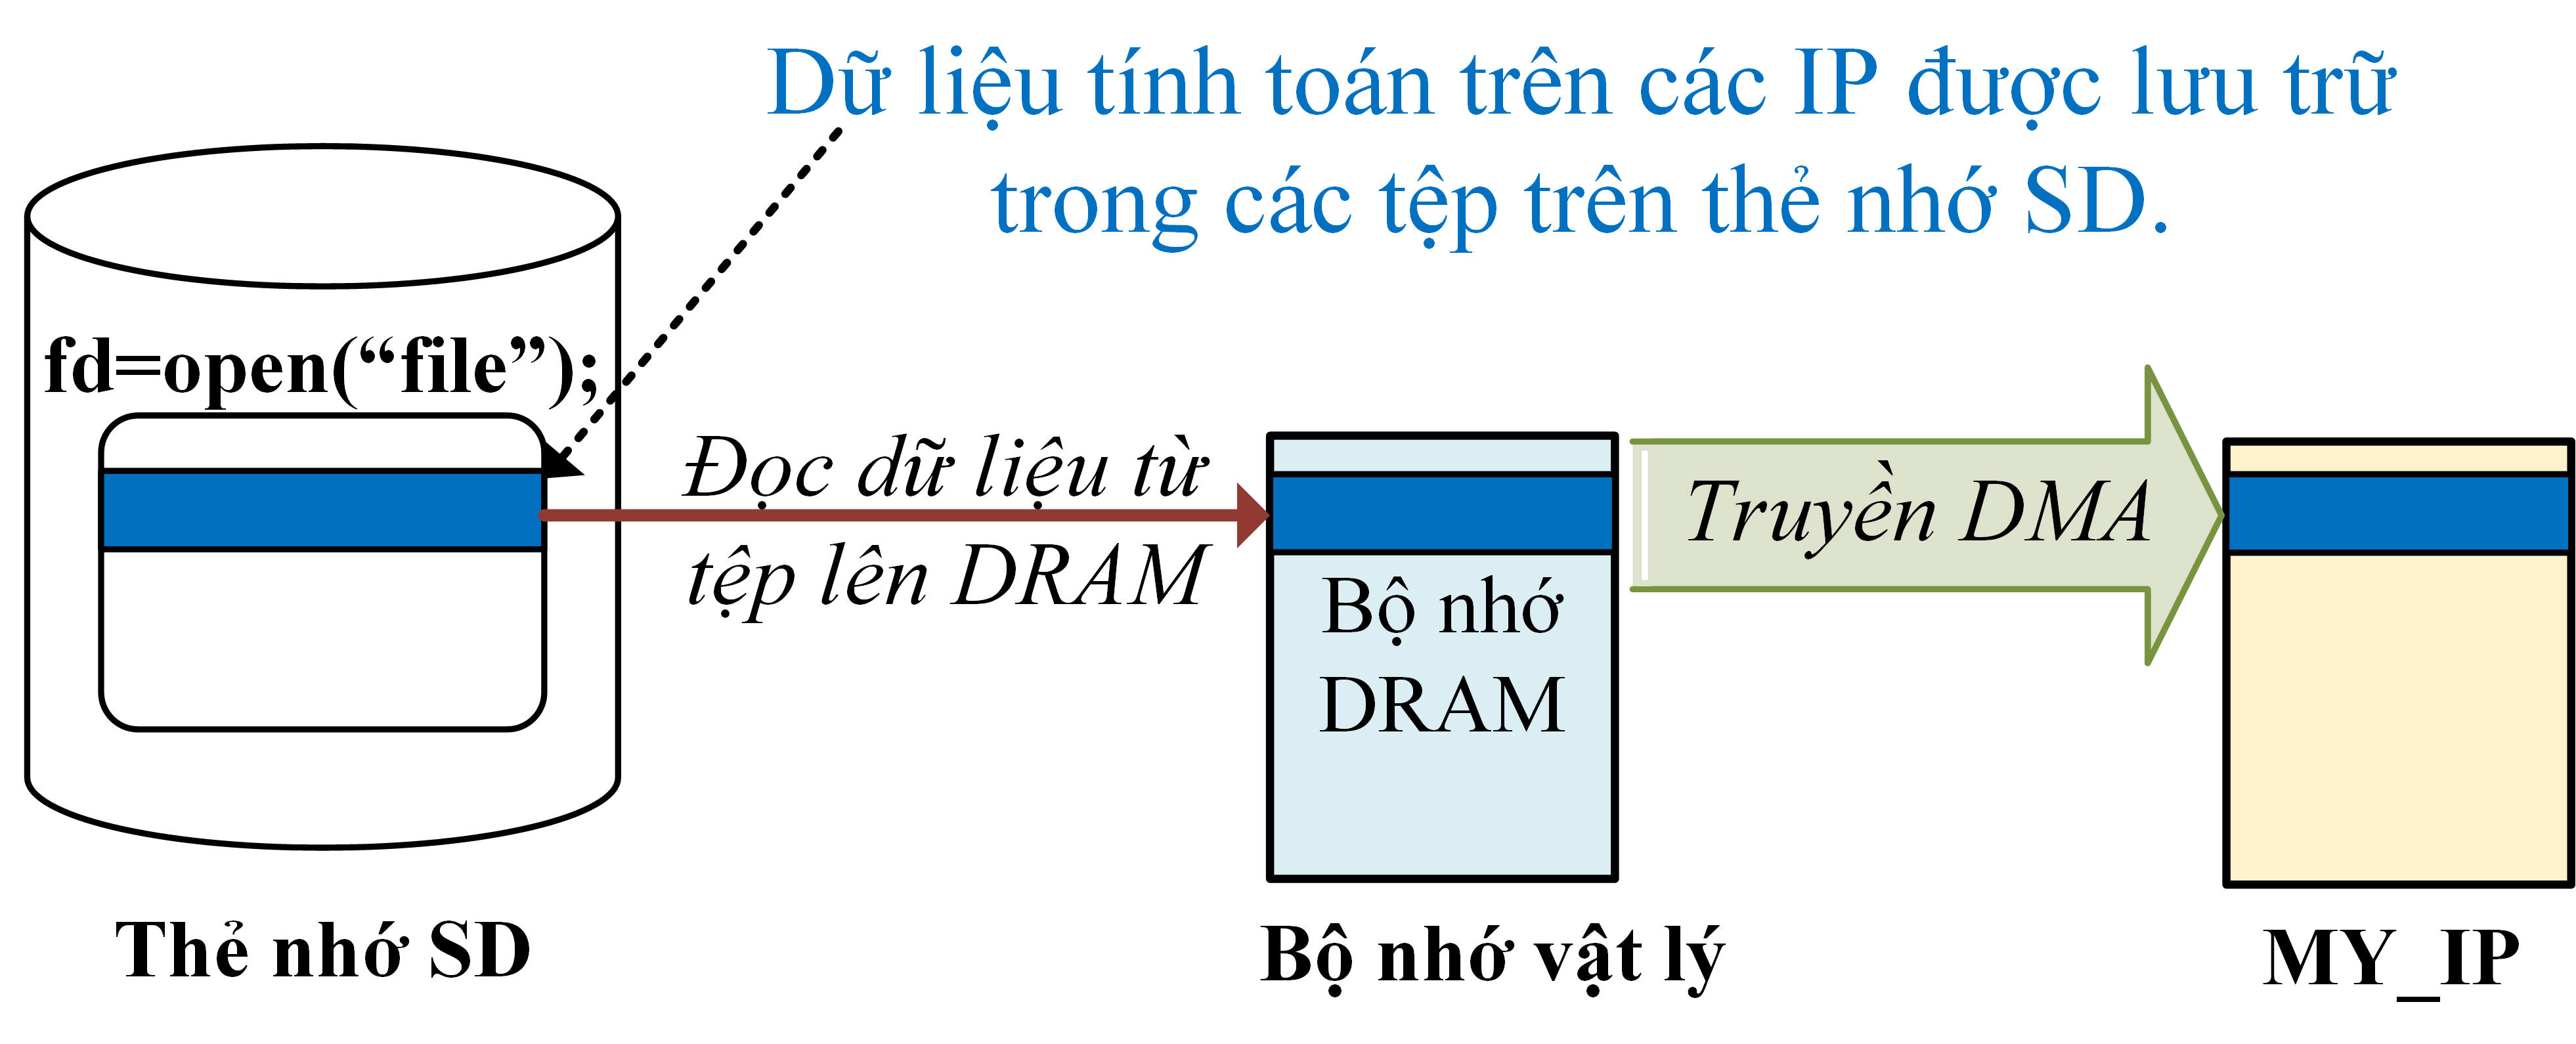 Dữ liệu tính toán trên các IP được lưu trữ
trong các tệp trên thẻ nhớ SD.
fd=open(“file”);
Đọc dữ liệu từ
tệp lên DRAM
Truyền DMA
Bộ nhớ
DRAM
Thẻ nhớ SD
Bộ nhớ vật lý
MY_IP